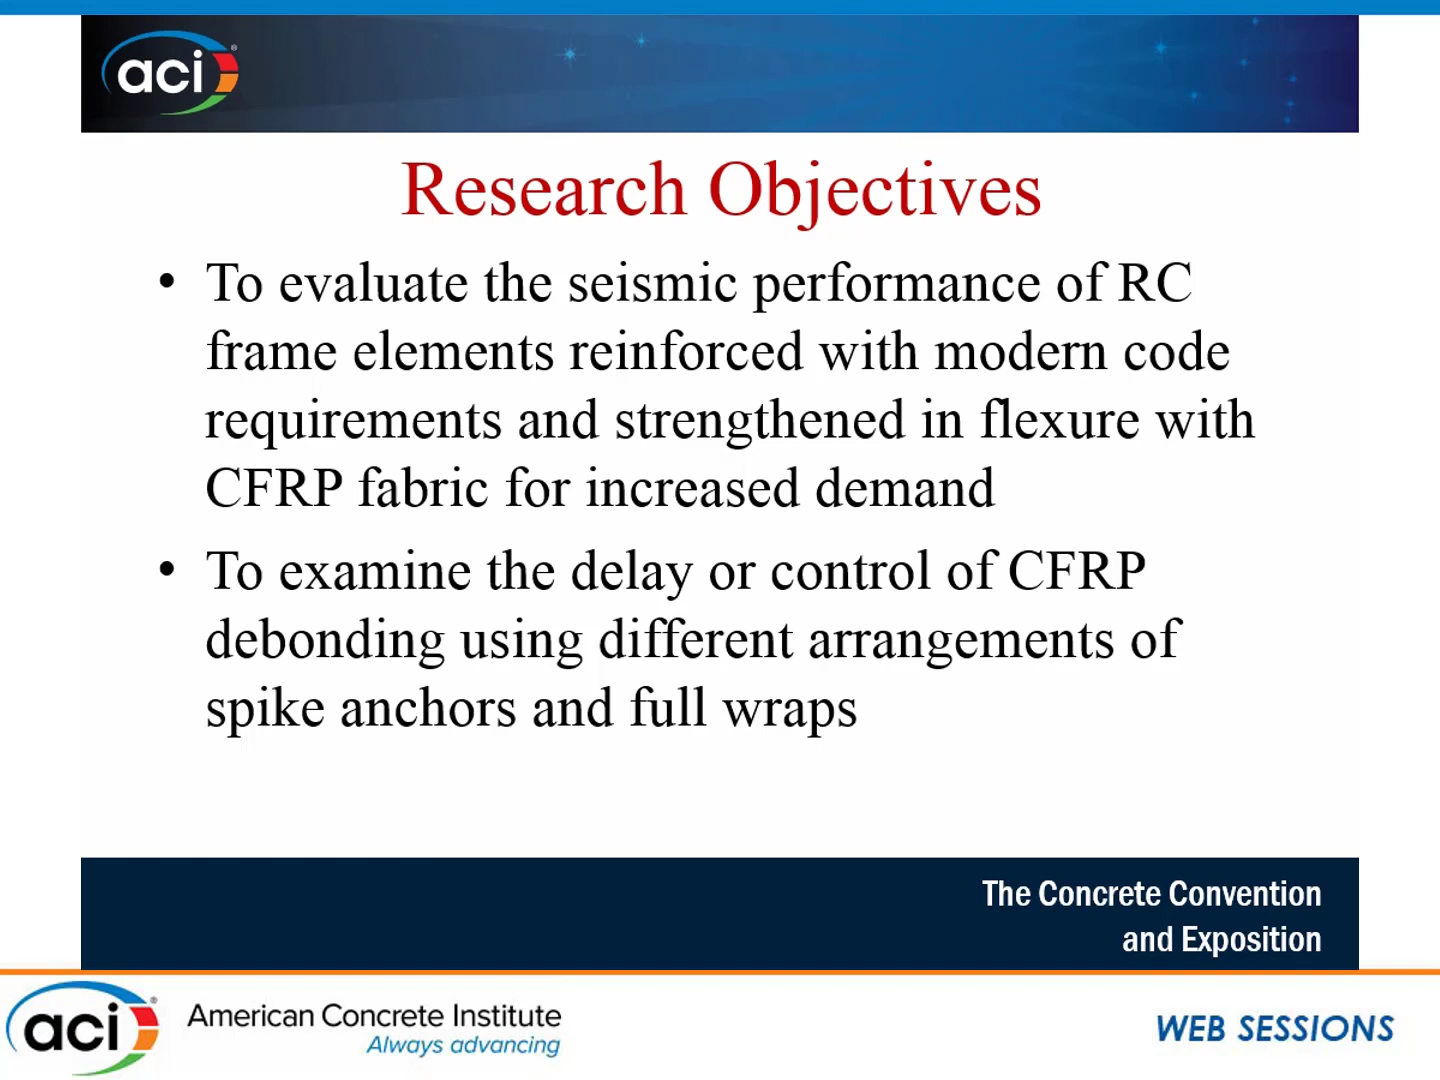 aci
Research Objectives
• To evaluate the seismic performance of RC
frame elements reinforced with modern code
requirements and strengthened in flexure with
CFRP fabric for increased demand
• To examine the delay or control of CFRP
debonding using different arrangements of
spike anchors and full wraps
The Concrete Convention
and Exposition
aci
American Concrete Institute
Always advancing
WEB SESSIONS